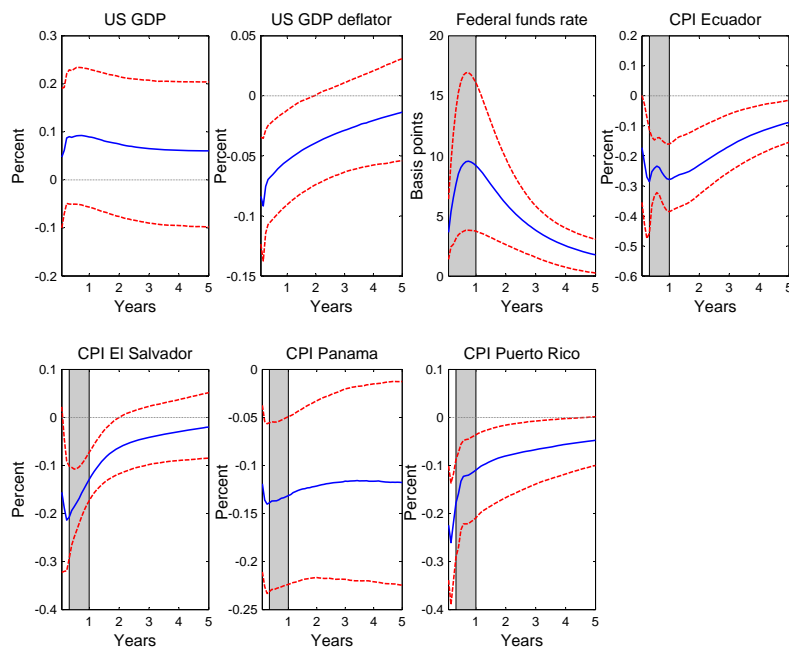 US GDP
0.3
0.2
0.1
0
-0.1
-0.2
Percent
1 2 3 4 5
Years
US GDP deflator
0.05
0
-0.05
-0.1
-0.15
Percent
1 2 3 4 5
Years
Federal funds rate
20
15
10
5
0
Basis points
1 2 3 4 5
Years
CPI Ecuador
0.2
0.1
0
-0.1
-0.2
-0.3
-0.4
-0.5
-0.6
Percent
1 2 3 4 5
Years
CPI El Salvador
0.1
0
-0.1
-0.2
-0.3
-0.4
Percent
1 2 3 4 5
Years
CPI Panama
0
-0.05
-0.1
-0.15
-0.2
-0.25
Percent
1 2 3 4 5
Years
CPI Puerto Rico
0.1
0
-0.1
-0.2
-0.3
-0.4
Percent
1 2 3 4 5
Years